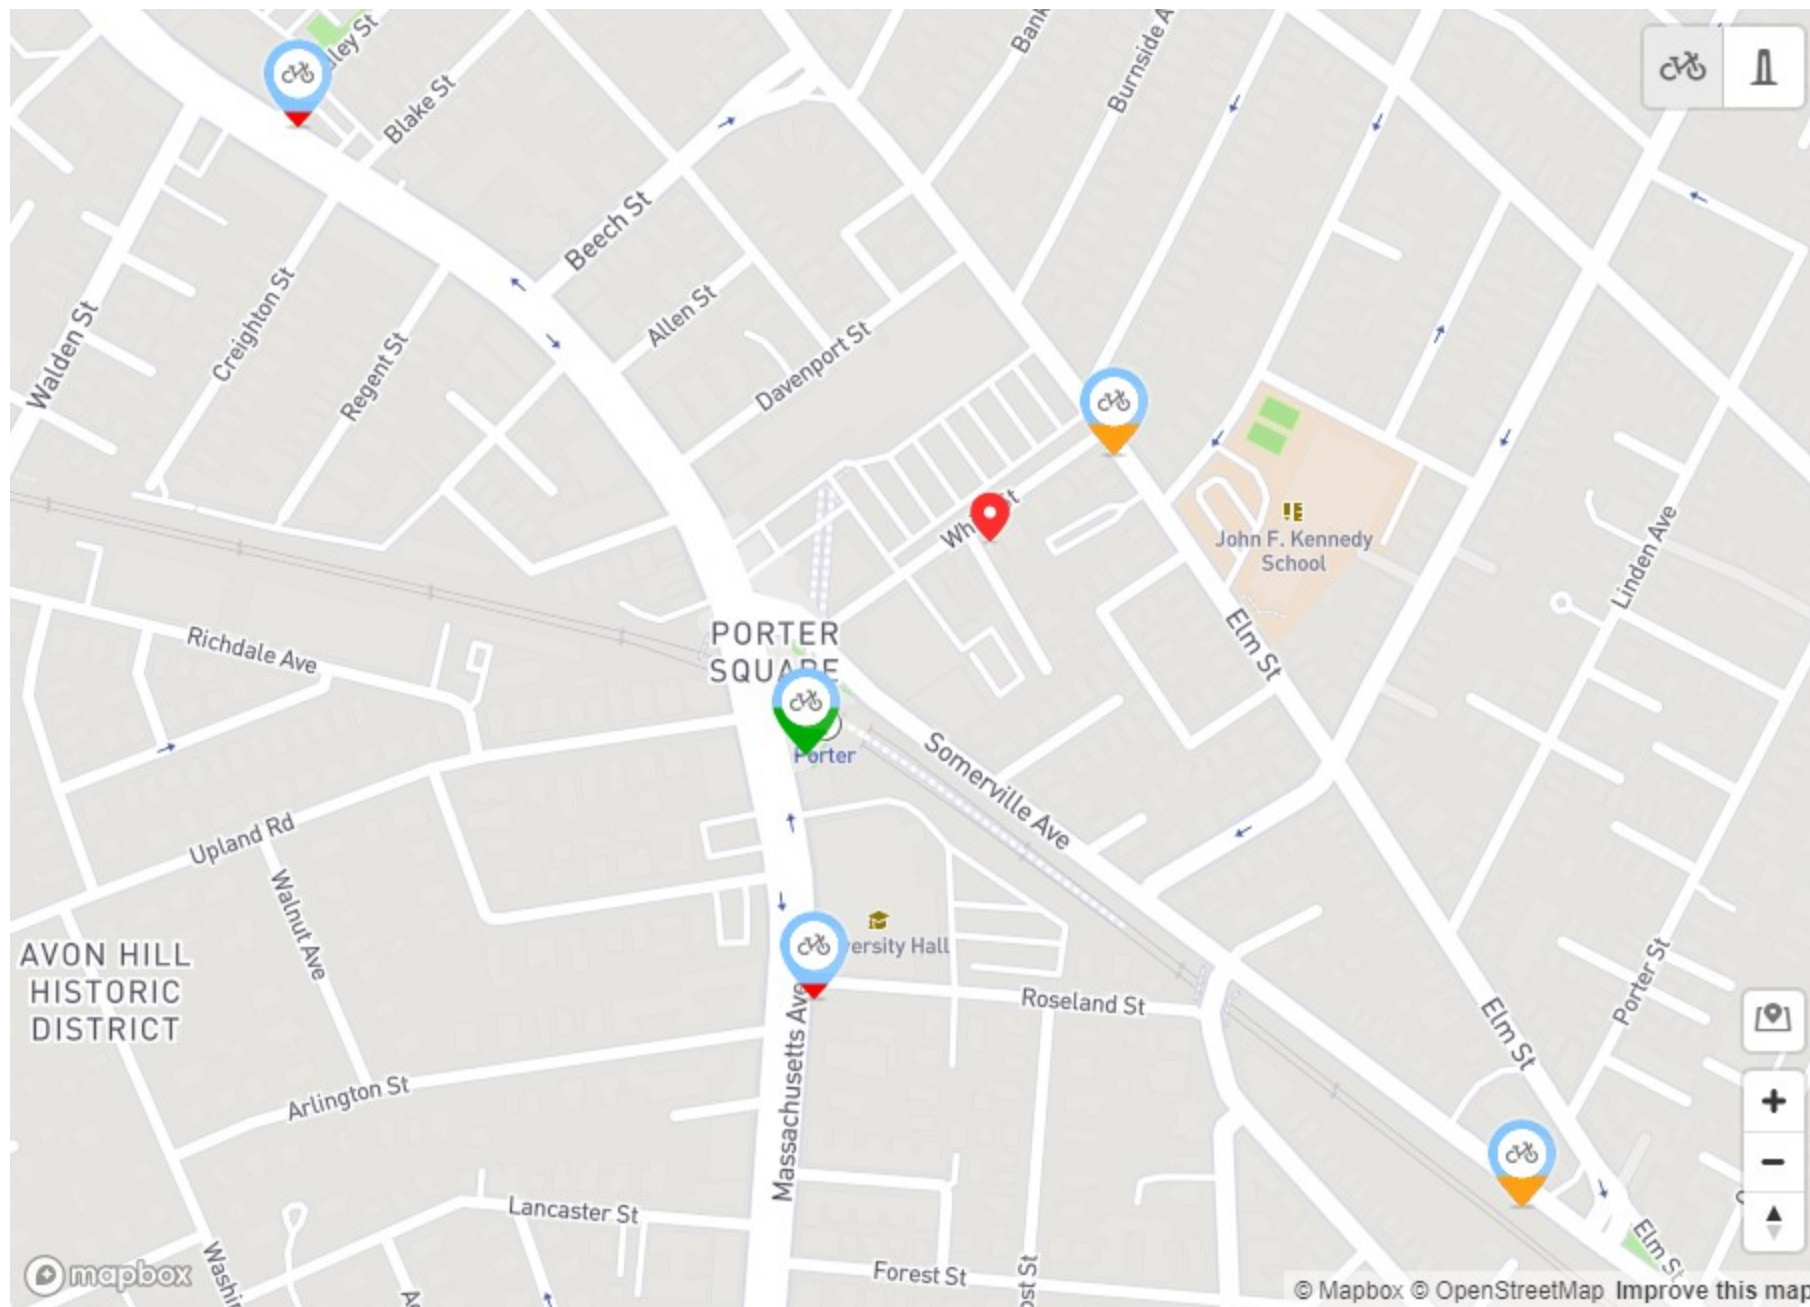 Blake St
Burnside A
Beech St
Allen St
Creighton St
Walden St
Regent St
Davenport St
John F. Kennedy
School
Linden Ave
PORTER
SQUARE
Elm St
Richdale Ave
Porter
Somerville Ave
Upland Rd
Walnut Ave
AVON HILL
HISTORIC
DISTRICT
Hall
Porter St
Roseland St
Massachusetts Ave
Elm St
Arlington St
Lancaster St
Elm St
Forest St
mapbox
© Mapbox © OpenStreetMap Improve this map